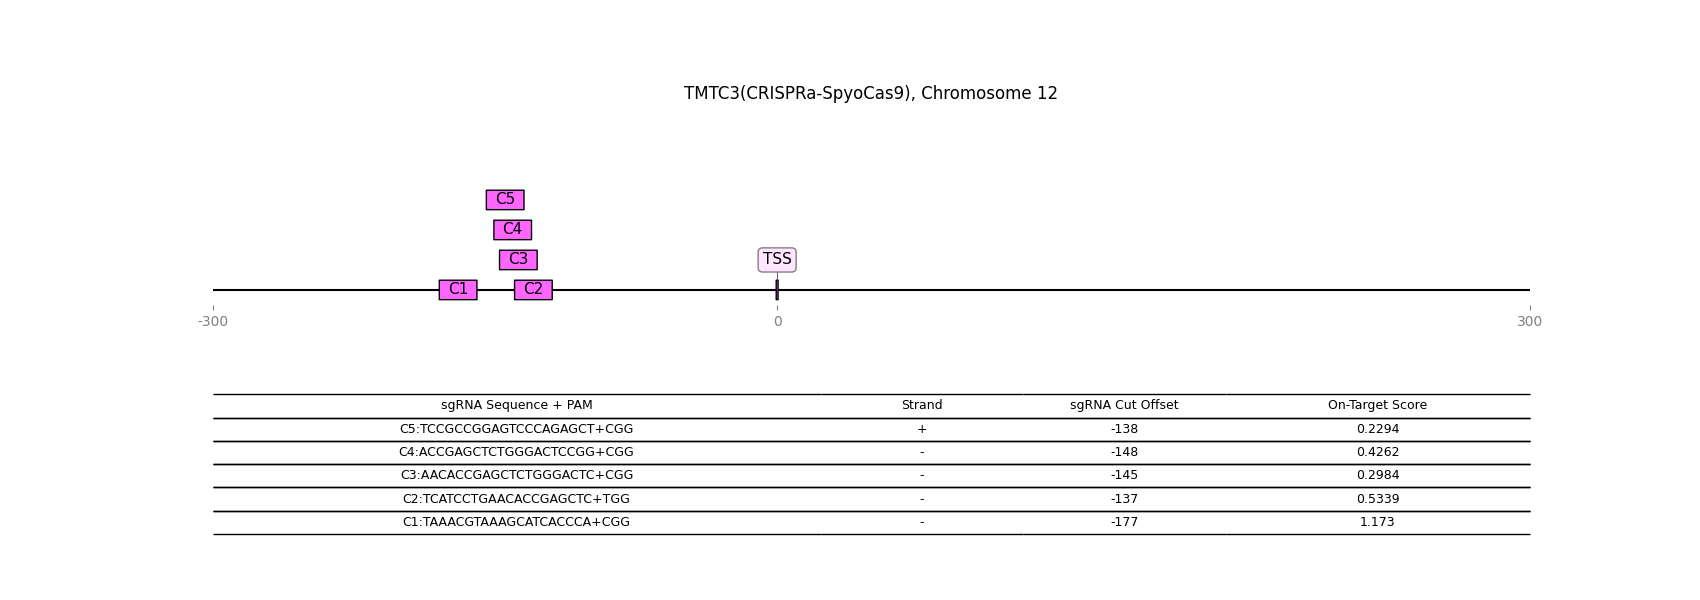 TMTC3(CRISPRa-SpyoCas9), Chromosome 12
C5
C4
C3
TSS
C1
C2
-300 0 300
sgRNA Sequence + PAM Strand sgRNA Cut Offset On-Target Score
C5:TCCGCCGGAGTCCCAGAGCT+CGG + -138 0.2294
C4:ACCGAGCTCTGGGACTCCGG+CGG - -148 0.4262
C3:AACACCGAGCTCTGGGACTC+CGG - -145 0.2984
C2:TCATCCTGAACACCGAGCTC+TGG - -137 0.5339
C1:TAAACGTAAAGCATCACCCA+CGG - -177 1.173